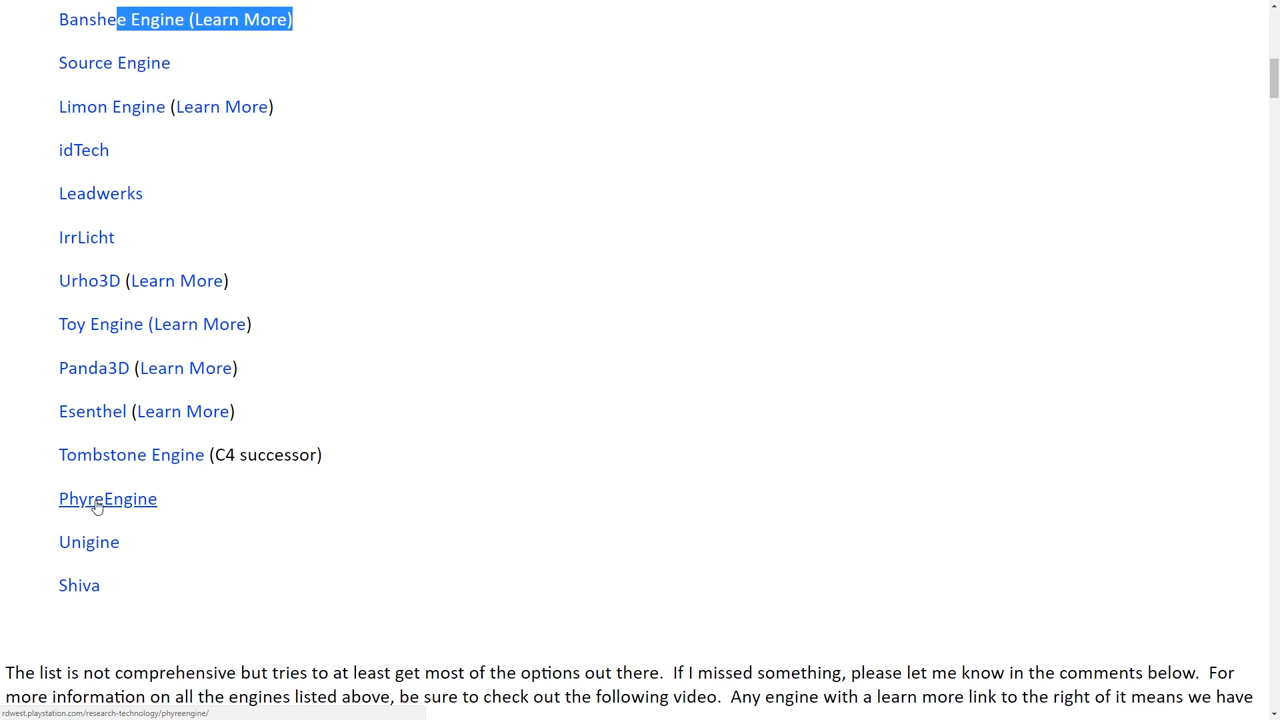 Banshee Engine (Learn More)
Source Engine
Limon Engine (Learn More)
idTech
Leadwerks
IrrLicht
Urho3D (Learn More)
Toy Engine (Learn More)
Panda3D (Learn More)
Esenthel (Learn More)
Tombstone Engine (C4 successor)
PhyreEngine
Unigine
Shiva
The list is not comprehensive but tries to at least get most of the options out there.  If I missed something, please let me know in the comments below.  For
more information on all the engines listed above, be sure to check out the following video.  Any engine with a learn more link to the right of it means we have
rdwest.playstation.com/research-technology/phyreengine/